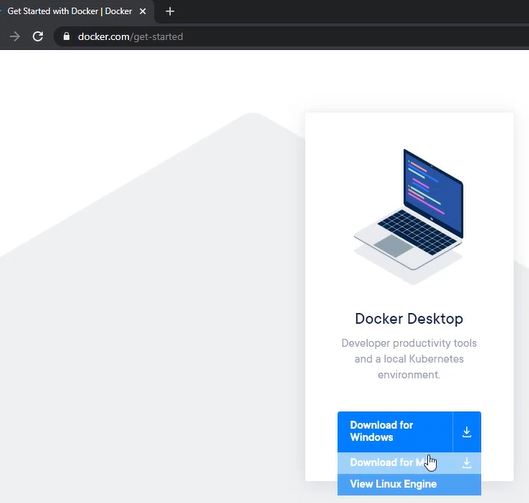 Get Started with Docker | Docker
docker.com/get-started
Docker Desktop
Developer productivity tools
and a local Kubernetes
environment.
Download for
Windows
Download for
View Linux Engine